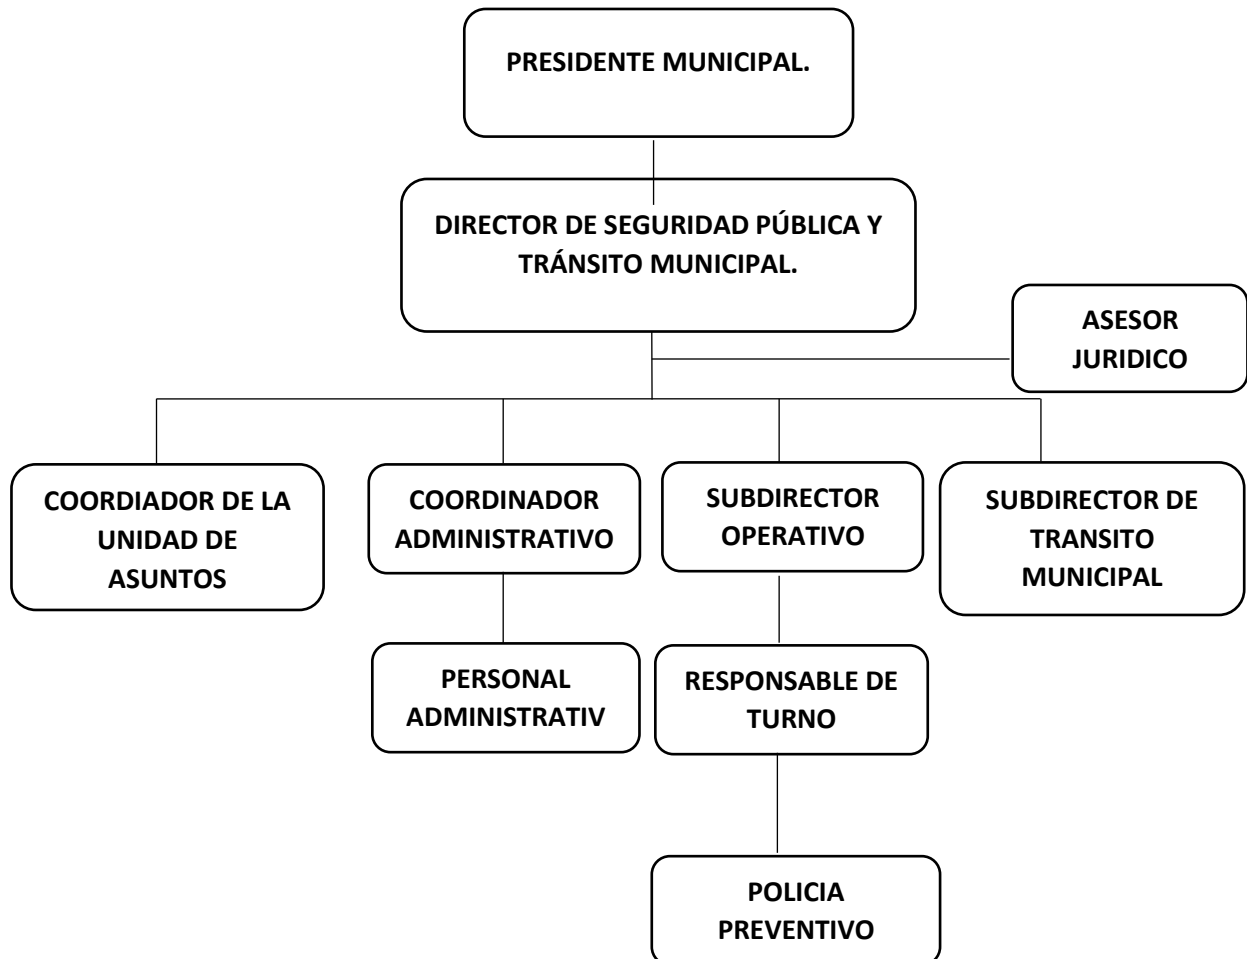 PRESIDENTE MUNICIPAL.
DIRECTOR DE SEGURIDAD PÚBLICA Y
TRÁNSITO MUNICIPAL.
ASESOR
JURIDICO
COORDIADOR DE LA
UNIDAD DE
ASUNTOS
COORDINADOR
ADMINISTRATIVO
SUBDIRECTOR
OPERATIVO
SUBDIRECTOR DE
TRANSITO
MUNICIPAL
PERSONAL
ADMINISTRATIV
RESPONSABLE DE
TURNO
POLICIA
PREVENTIVO